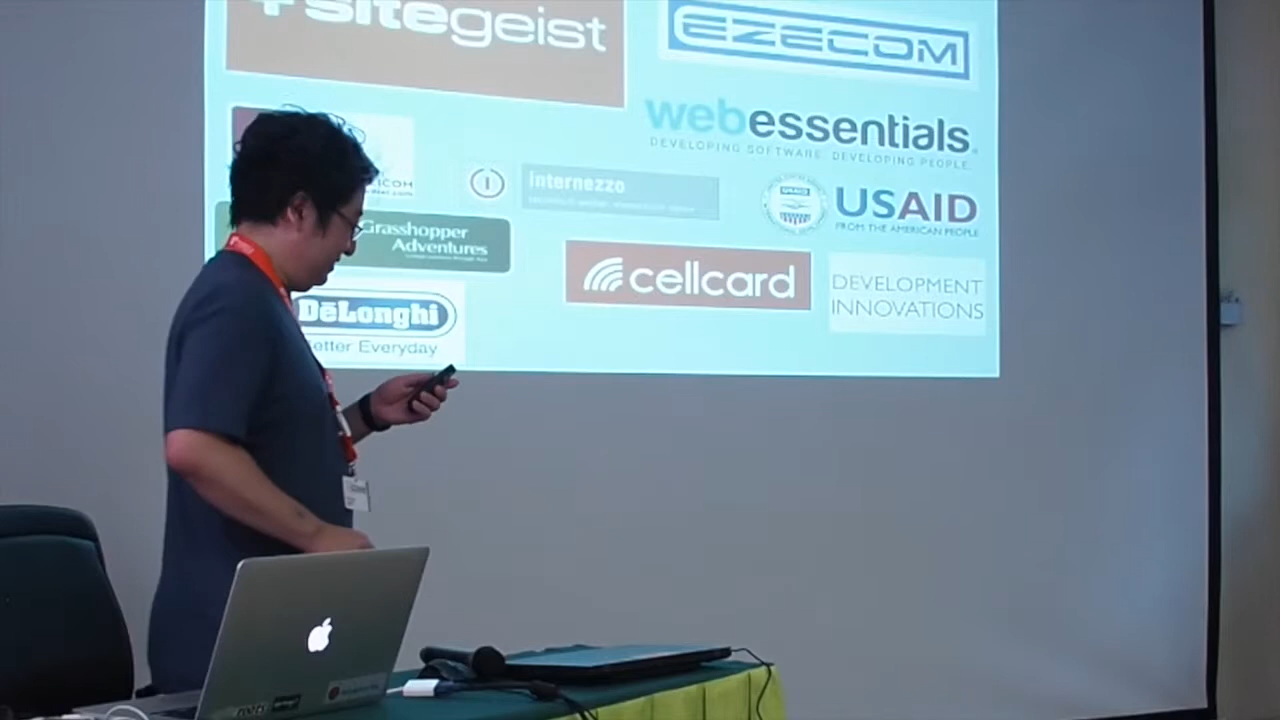 sitegeist
EZECOM
webessentials
DEVELOPING SOFTWARE. DEVELOPING PEOPLE.
internezzo
USAID
USAID
FROM THE AMERICAN PEOPLE
Grasshopper
Adventures
cellcard
DEVELOPMENT
INNOVATIONS
DēLonghi
etter Everyday